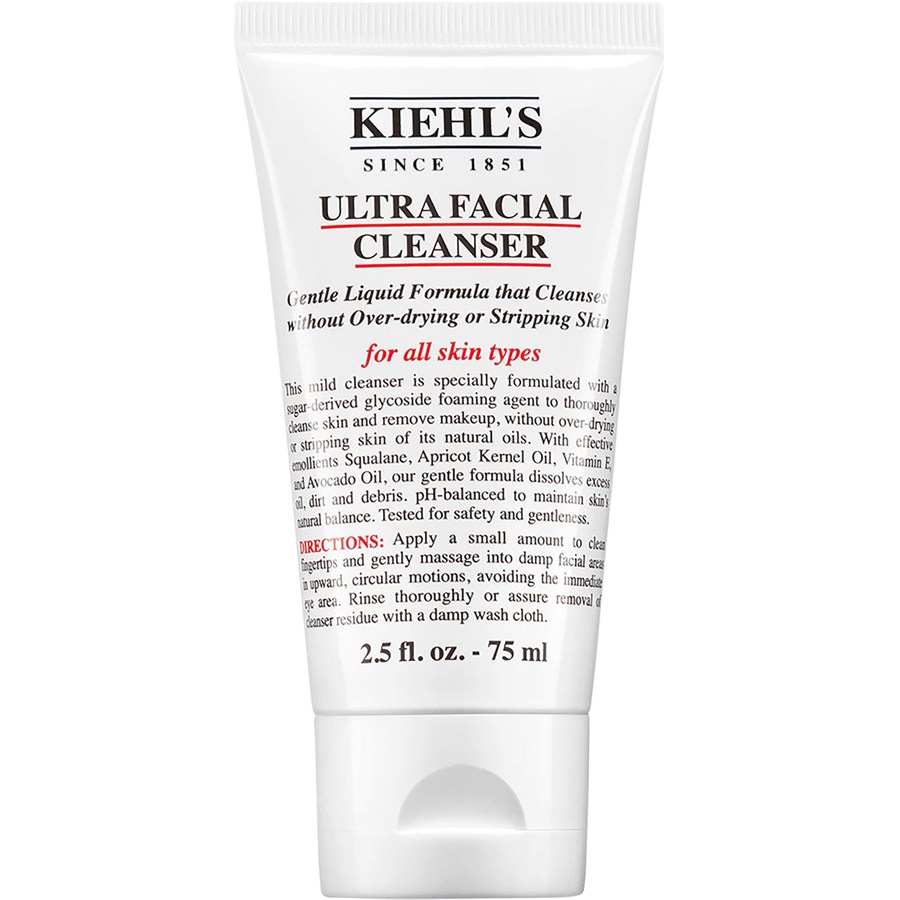 KIEHL'S
SINCE 1851
ULTRA FACIAL
CLEANSER
Gentle Liquid Formula that Cleanses
without Over-drying or Stripping Skin
for all skin types
This mild cleanser is specially formulated with a
sugar-derived glycoside foaming agent to thoroughly
cleanse skin and remove makeup, without over-drying
or stripping skin of its natural oils. With effective
emollients Squalane, Apricot Kernel Oil, Vitamin E,
and Avocado Oil, our gentle formula dissolves excess
oil, dirt and debris. pH-balanced to maintain skin's
natural balance. Tested for safety and gentleness.
DIRECTIONS: Apply a small amount to clean
fingertips and gently massage into damp facial areas
in upward, circular motions, avoiding the immediate
eye area. Rinse thoroughly or assure removal of
cleanser residue with a damp wash cloth.
2.5 fl. oz. - 75 ml